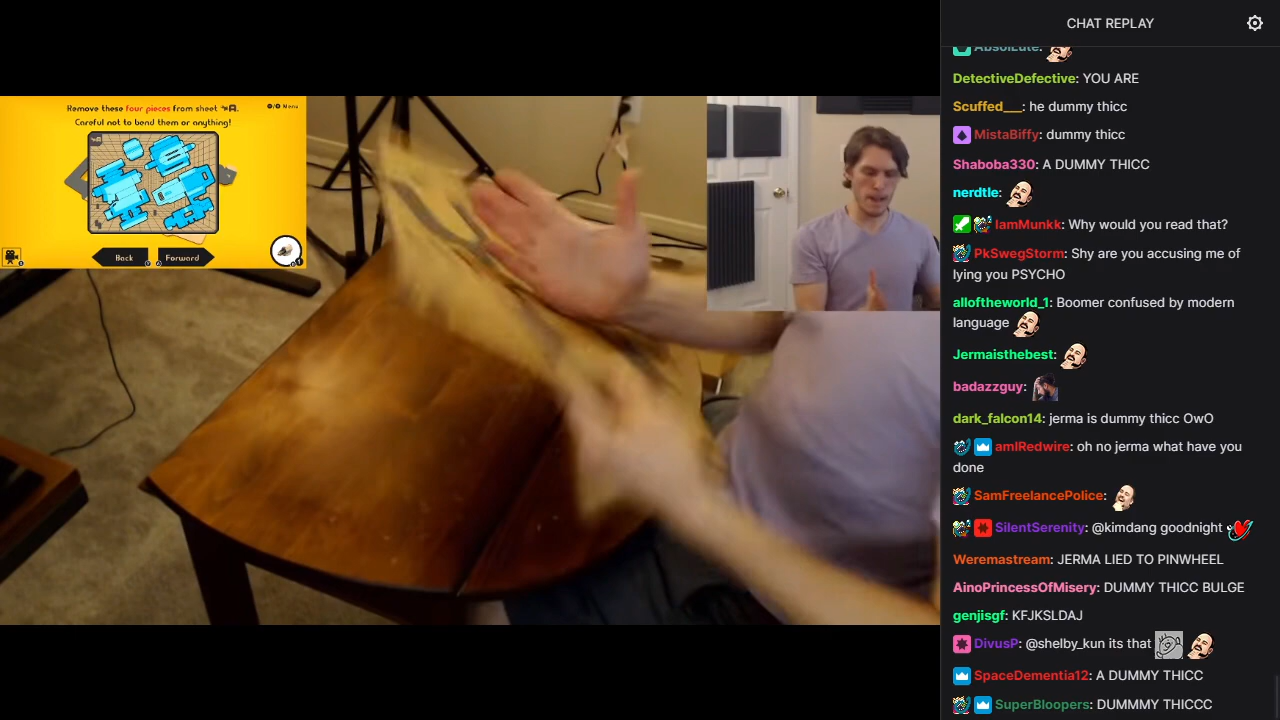 Remove these four pieces from sheet
Careful not to bend them or anything!
Menu
Back
Forward
CHAT REPLAY
AbsolLute:
DetectiveDefective: YOU ARE
Scuffed___: he dummy thicc
MistaBiffy: dummy thicc
Shaboba330: A DUMMY THICC
nerdtle:
IamMunkk: Why would you read that?
PkSwegStorm: Shy are you accusing me of
lying you PSYCHO
alloftheworld_1: Boomer confused by modern
language
Jermaisthebest:
badazzguy:
dark_falcon14: jerma is dummy thicc OwO
amIRedwire: oh no jerma what have you
done
SamFreelancePolice:
SilentSerenity: @kimdang goodnight
Weremastream: JERMA LIED TO PINWHEEL
AinoPrincessOfMisery: DUMMY THICC BULGE
genjisgf: KFJKSLDAJ
DivusP: @shelby_kun its that
SpaceDementia12: A DUMMY THICC
SuperBloopers: DUMMMY THICCC